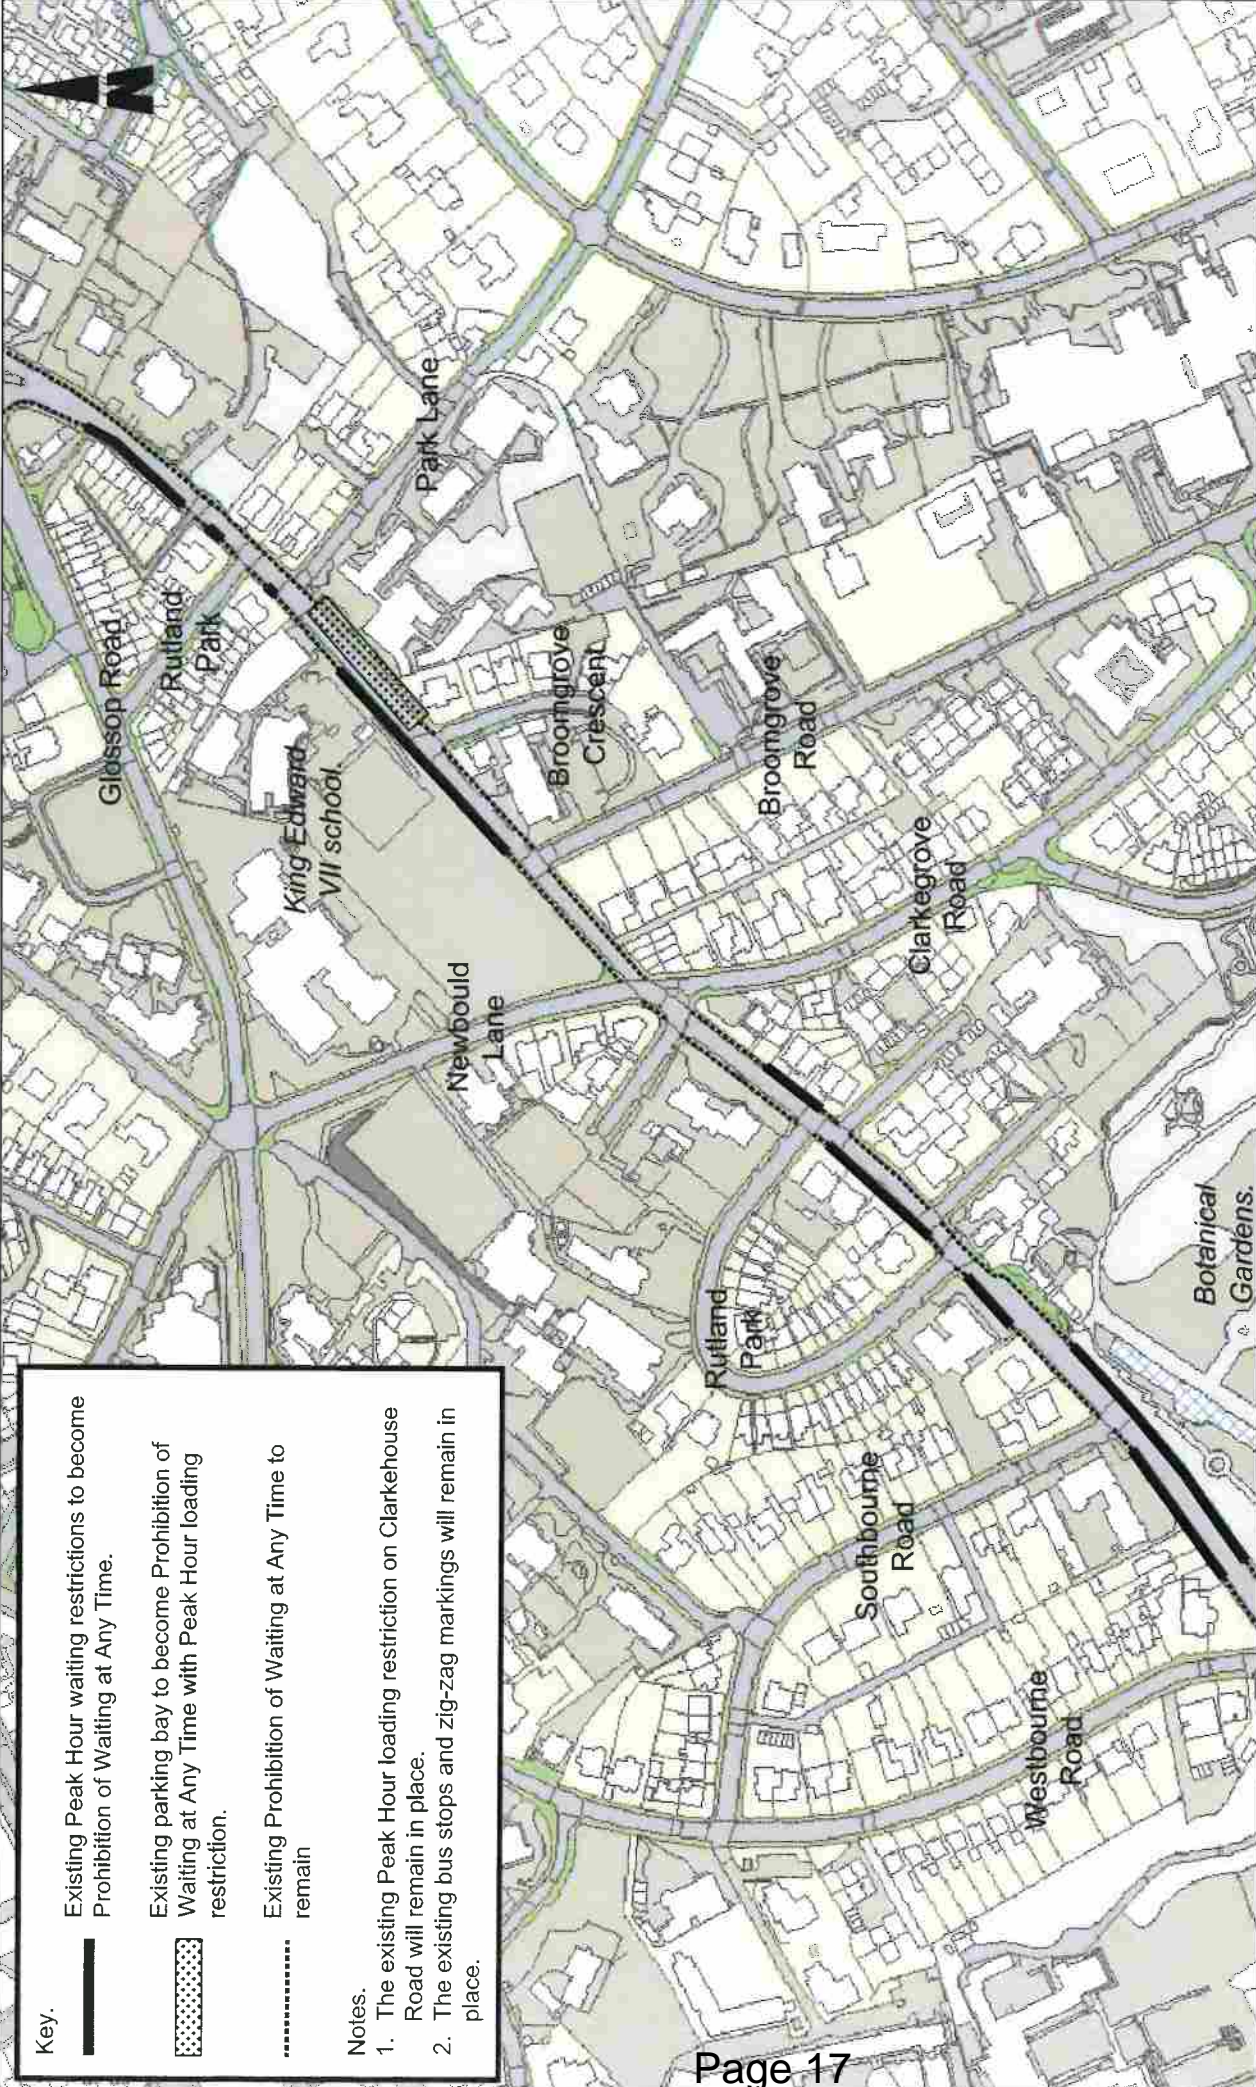 N
Key.
Existing Peak Hour waiting restrictions to become
Prohibition of Waiting at Any Time.
Existing parking bay to become Prohibition of
Waiting at Any Time with Peak Hour loading
restriction.
Existing Prohibition of Waiting at Any Time to
remain
Notes.
1. The existing Peak Hour loading restriction on Clarkehouse
Road will remain in place.
2. The existing bus stops and zig-zag markings will remain in
place.
Glossop Road
Rutland
Park
King Edward
VII school.
Park Lane
Broomgrove
Crescent
Broomgrove
Road
Newbould
Lane
Clarkegrove
Road
Rutland
Park
Southbourne
Road
Botanical
Gardens.
Westbourne
Road
Page 17